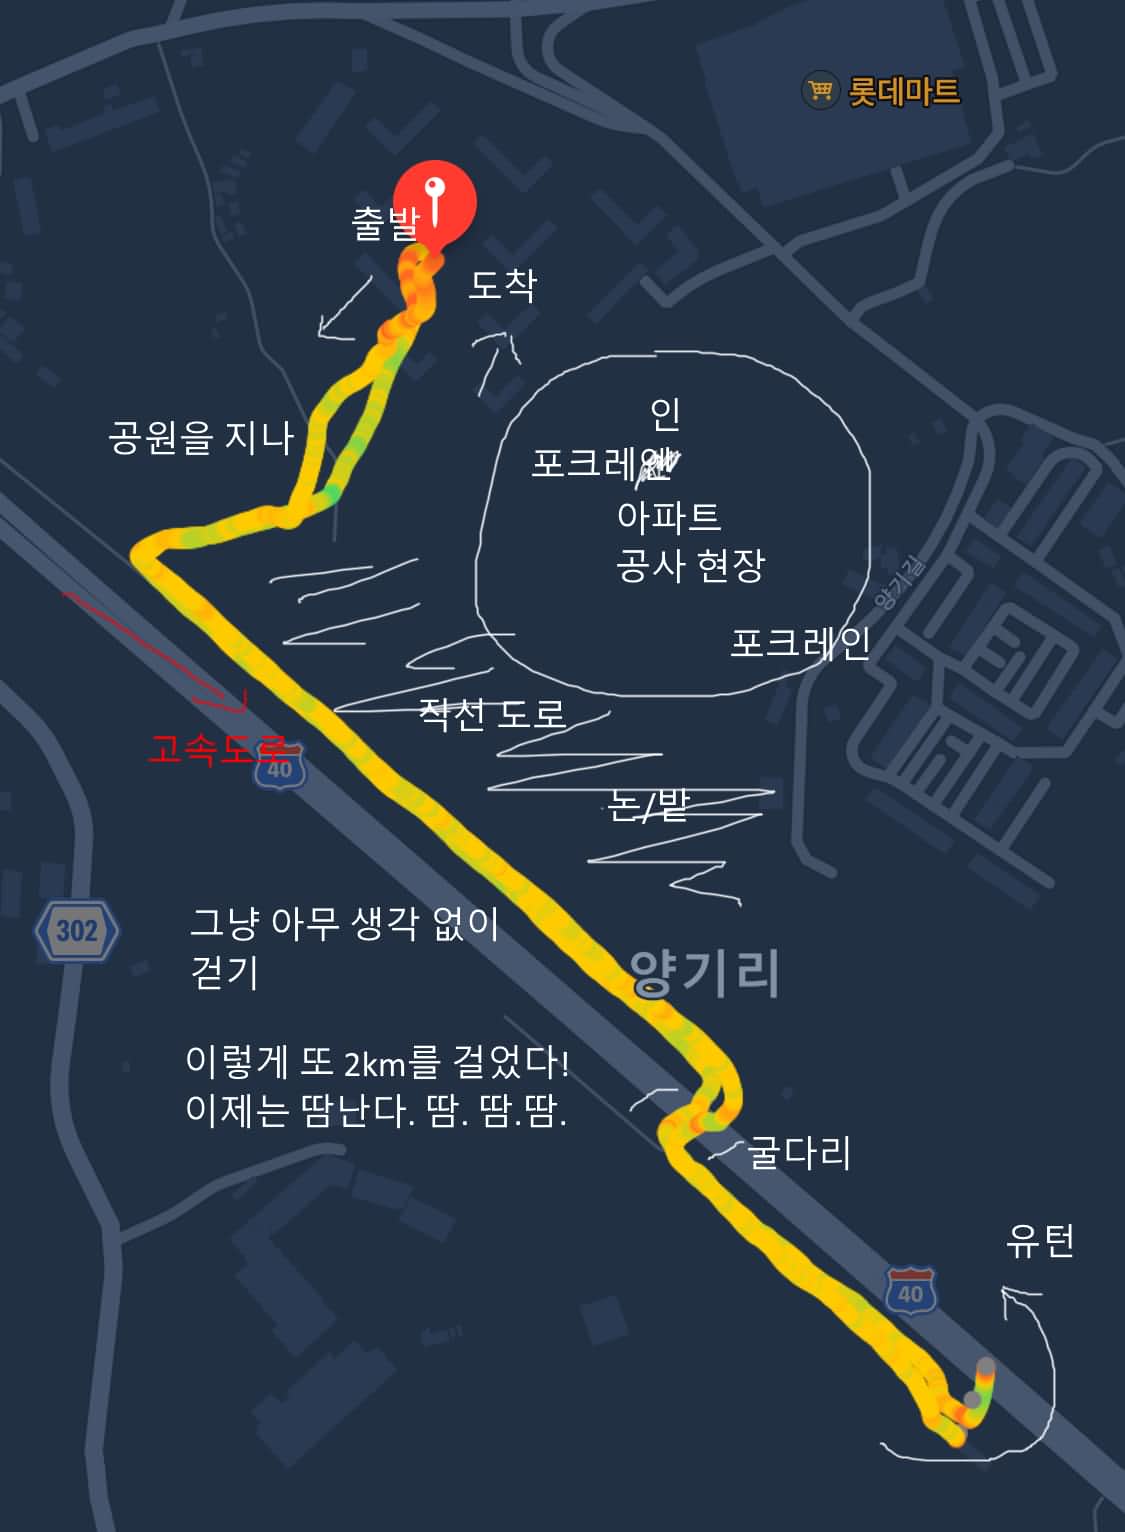 롯데마트
출발
도착
공원을 지나
인
포크레인
아파트
공사 현장
양기길
포크레인
직선 도로
고속도로
40
논/밭
302
그냥 아무 생각 없이
걷기
양기리
이렇게 또 2km를 걸었다!
이제는 땀난다. 땀. 땀.땀.
굴다리
유턴
40